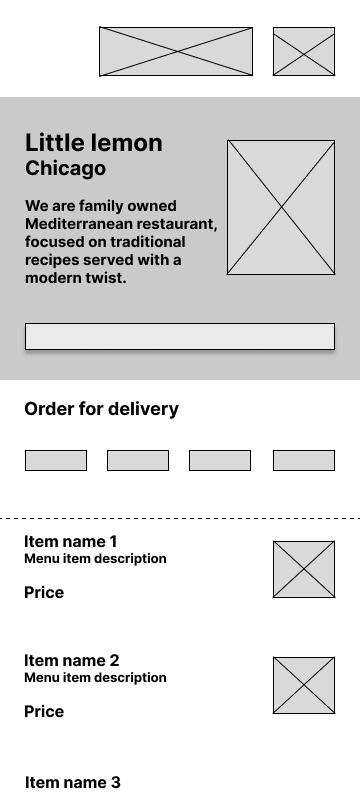 Little lemon
Chicago
We are family owned
Mediterranean restaurant,
focused on traditional
recipes served with a
modern twist.
Order for delivery
Item name 1
Menu item description
Price
Item name 2
Menu item description
Price
Item name 3